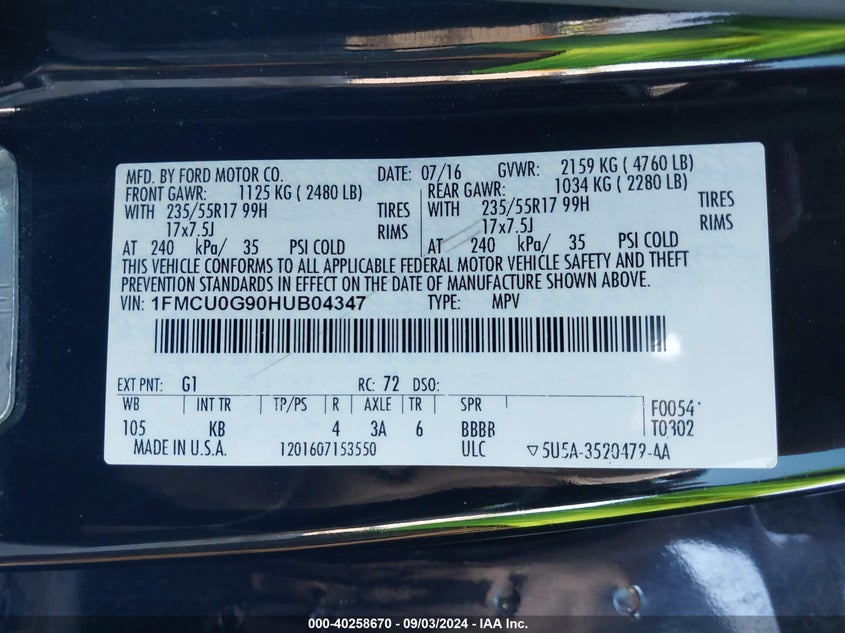 MFD. BY FORD MOTOR CO. DATE: 07/16 GVWR: 2159 KG ( 4760 LB)
FRONT GAWR: 1125 KG ( 2480 LB) REAR GAWR: 1034 KG ( 2280 LB)
WITH 235/55R17 99H TIRES WITH 235/55R17 99H TIRES
17x7.5J RIMS 17x7.5J RIMS
AT 240 kPa/ 35 PSI COLD AT 240 kPa/ 35 PSI COLD
THIS VEHICLE CONFORMS TO ALL APPLICABLE FEDERAL MOTOR VEHICLE SAFETY AND THEFT
PREVENTION STANDARDS IN EFFECT ON THE DATE OF MANUFACTURE SHOWN ABOVE.
VIN: 1FMCU0G90HUB04347 TYPE: MPV
EXT PNT: G1 RC: 72 DSO:
WB INT TR TP/PS R AXLE TR SPR F0054
105 KB 4 3A 6 BBBR T0302
MADE IN U.S.A. 1201607153550 ULC ▽5U5A-3520479-AA
000-40258670 - 09/03/2024 - IAA Inc.